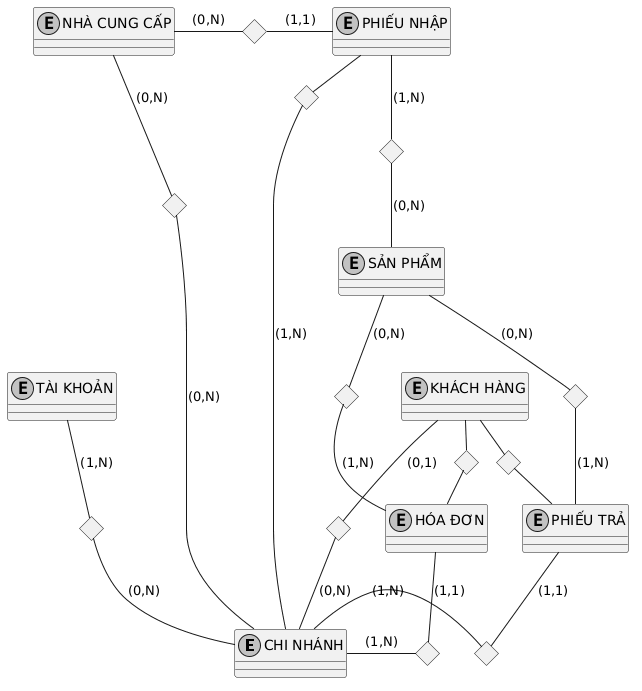 E NHÀ CUNG CẤP
(0,N)
(1,1)
E PHIẾU NHẬP
(0,N)
(1,N)
(0,N)
E SẢN PHẨM
(1,N)
(0,N)
(0,N)
E TÀI KHOẢN
E KHÁCH HÀNG
(0,N)
(1,N)
(1,N)
(0,1)
(1,N)
E HÓA ĐƠN
E PHIẾU TRẢ
(0,N)
(0,N)
(1,N)
(1,1)
(1,1)
E CHI NHÁNH
(1,N)